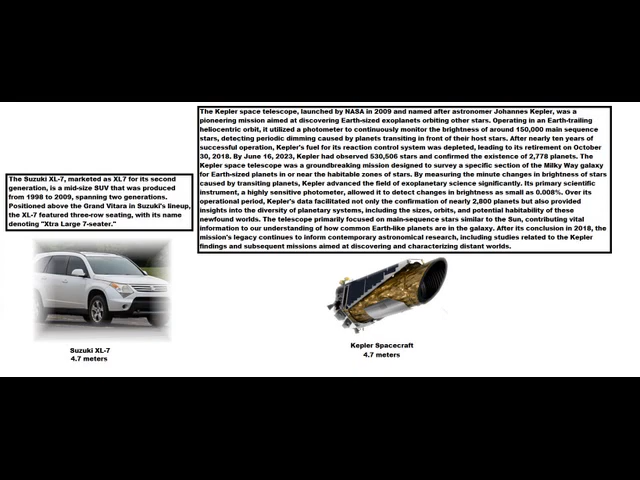 The Suzuki XL-7, marketed as XL7 for its second
generation, is a mid-size SUV that was produced
from 1998 to 2009, spanning two generations.
Positioned above the Grand Vitara in Suzuki's lineup,
the XL-7 featured three-row seating, with its name
denoting "Xtra Large 7-seater."
Suzuki XL-7
4.7 meters
The Kepler space telescope, launched by NASA in 2009 and named after astronomer Johannes Kepler, was a
pioneering mission aimed at discovering Earth-sized exoplanets orbiting other stars. Operating in an Earth-trailing
heliocentric orbit, it utilized a photometer to continuously monitor the brightness of around 150,000 main sequence
stars, detecting periodic dimming caused by planets transiting in front of their host stars. After nearly ten years of
successful operation, Kepler's fuel for its reaction control system was depleted, leading to its retirement on October
30, 2018. By June 16, 2023, Kepler had observed 530,506 stars and confirmed the existence of 2,778 planets. The
Kepler space telescope was a groundbreaking mission designed to survey a specific section of the Milky Way galaxy
for Earth-sized planets in or near the habitable zones of stars. By measuring the minute changes in brightness of stars
caused by transiting planets, Kepler advanced the field of exoplanetary science significantly. Its primary scientific
instrument, a highly sensitive photometer, allowed it to detect changes in brightness as small as 0.008%. Over its
operational period, Kepler's data facilitated not only the confirmation of nearly 2,800 planets but also provided
insights into the diversity of planetary systems, including the sizes, orbits, and potential habitability of these
newfound worlds. The telescope primarily focused on main-sequence stars similar to the Sun, contributing vital
information to our understanding of how common Earth-like planets are in the galaxy. After its conclusion in 2018, the
mission's legacy continues to inform contemporary astronomical research, including studies related to the Kepler
findings and subsequent missions aimed at discovering and characterizing distant worlds.
Kepler Spacecraft
4.7 meters